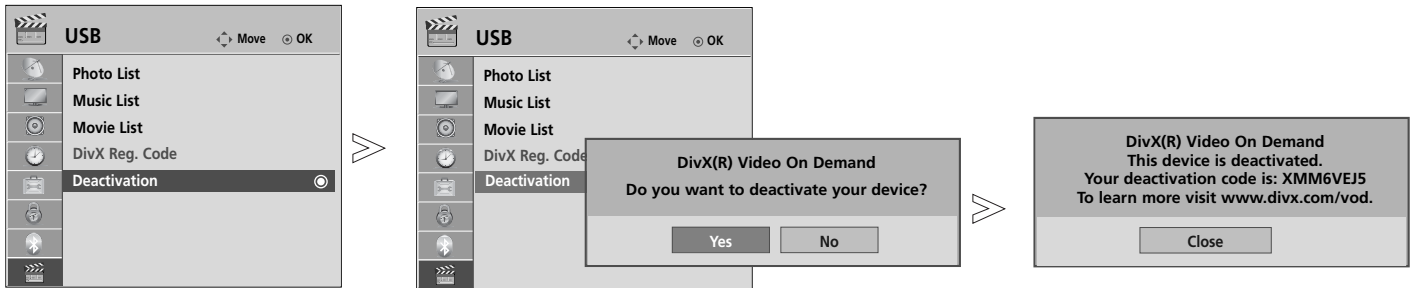 USB
Move OK
Photo List
Music List
Movie List
DivX Reg. Code
Deactivation
USB
Move OK
Photo List
Music List
Movie List
DivX Reg. Code
Deactivation
DivX(R) Video On Demand
Do you want to deactivate your device?
Yes No
DivX(R) Video On Demand
This device is deactivated.
Your deactivation code is: XMM6VEJ5
To learn more visit www.divx.com/vod.
Close